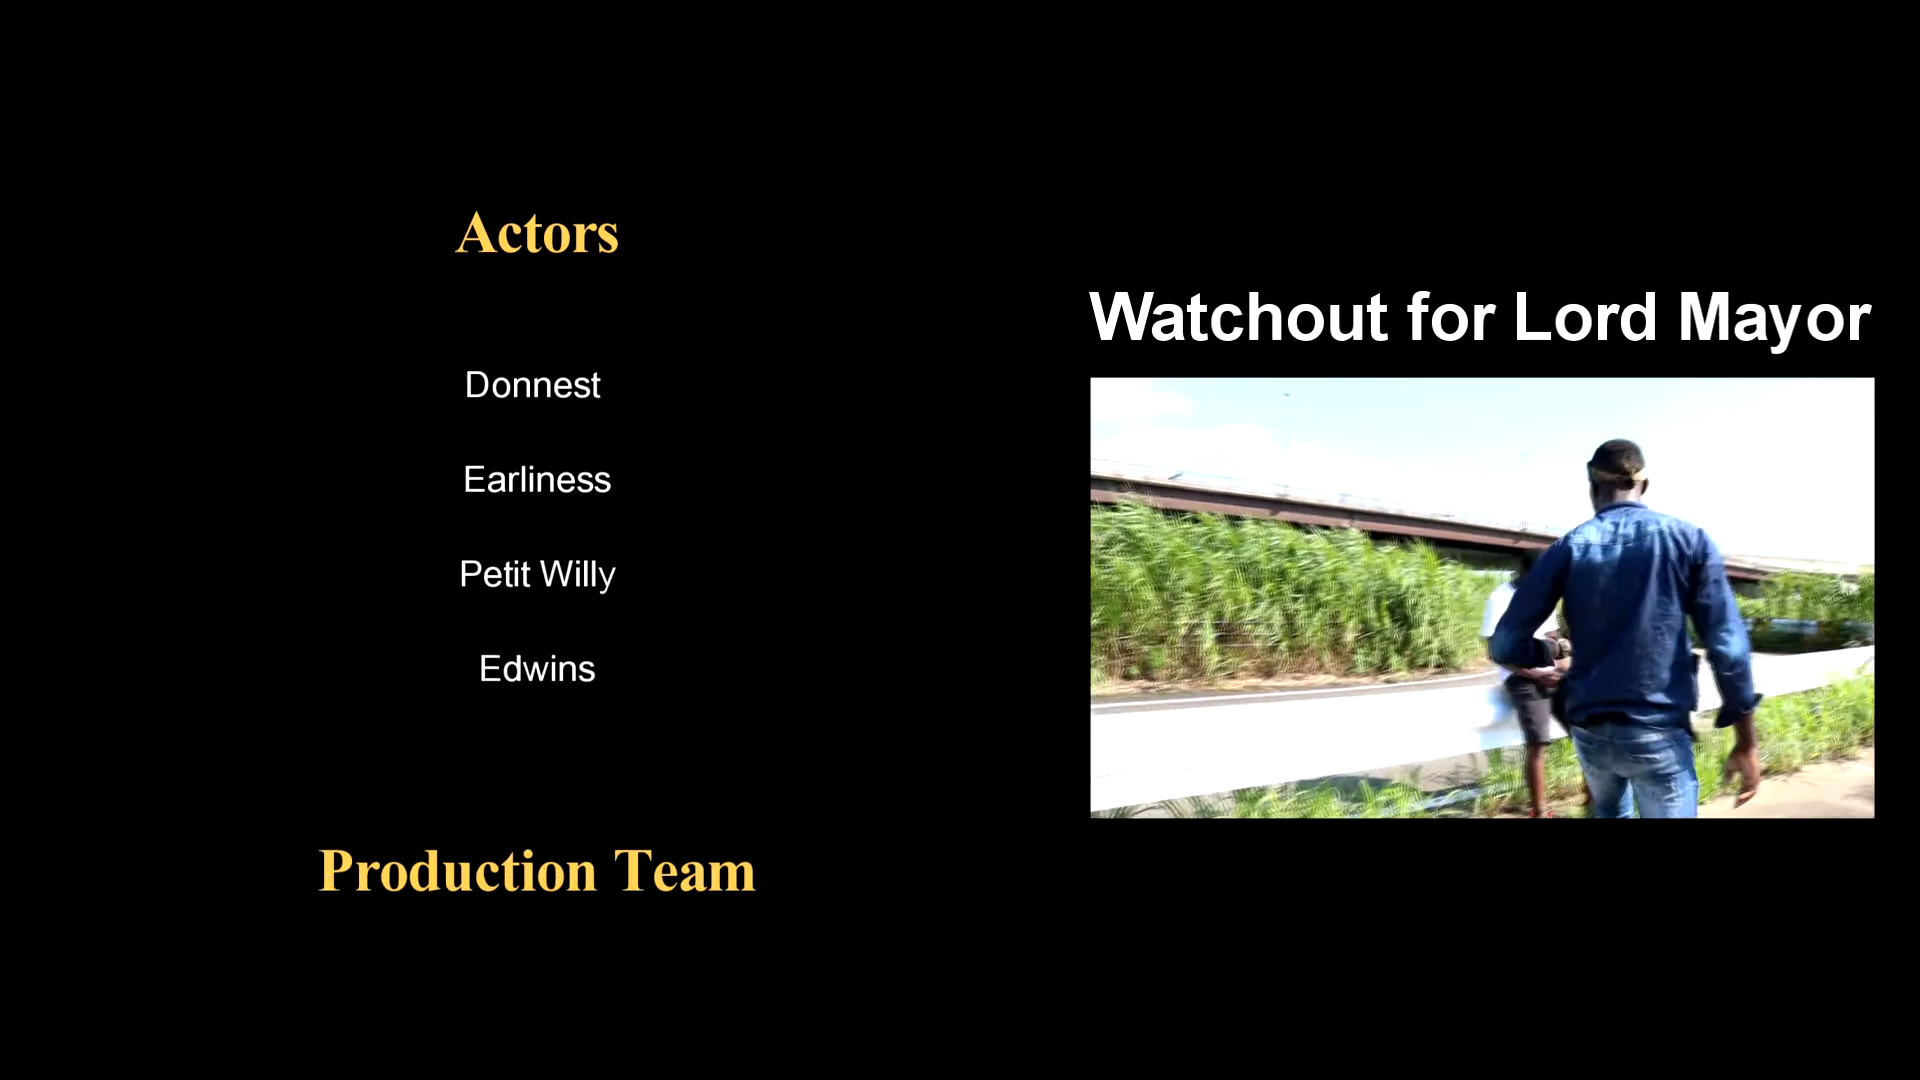 Actors
Donnest
Earliness
Petit Willy
Edwins
Production Team
Watchout for Lord Mayor